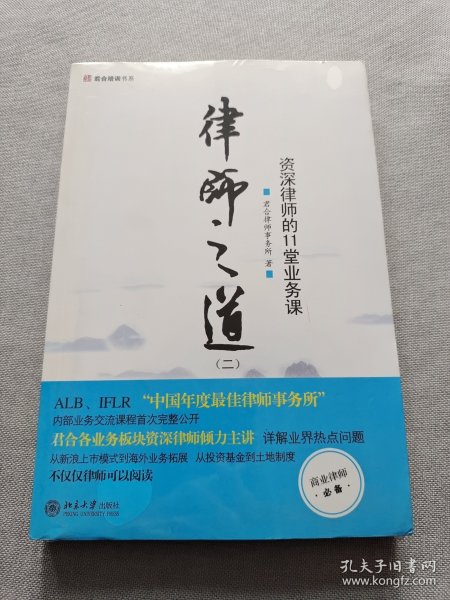 君合培训书系
律师之道
（二）
资深律师的11堂业务课
君合律师事务所 著
ALB、IFLR “中国年度最佳律师事务所”
内部业务交流课程首次完整公开
君合各业务板块资深律师倾力主讲 详解业界热点问题
从新浪上市模式到海外业务拓展 从投资基金到土地制度
不仅仅律师可以阅读
商业律师
·必备·
北京大学出版社
孔夫子旧书网
www.kongfz.com